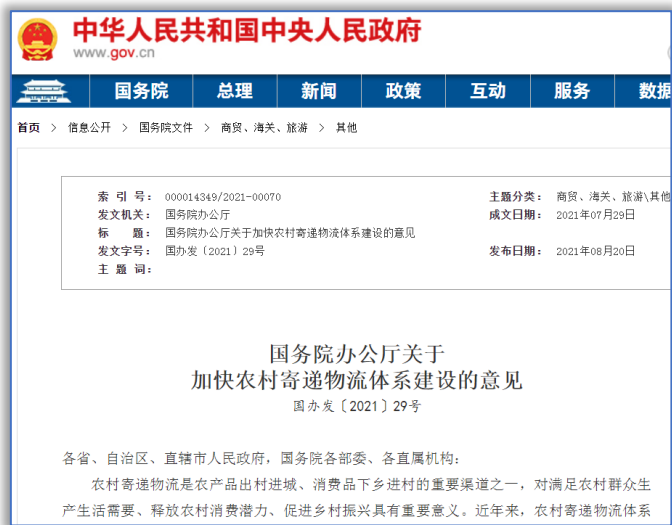 中华人民共和国中央人民政府
www.gov.cn
国务院 总理 新闻 政策 互动 服务 数据
首页 > 信息公开 > 国务院文件 > 商贸、海关、旅游 > 其他
索 引 号： 000014349/2021-00070 主题分类： 商贸、海关、旅游\其他
发文机关： 国务院办公厅 成文日期： 2021年07月29日
标 题： 国务院办公厅关于加快农村寄递物流体系建设的意见
发文字号： 国办发〔2021〕29号 发布日期： 2021年08月20日
主 题 词：
国务院办公厅关于
加快农村寄递物流体系建设的意见
国办发〔2021〕29号
各省、自治区、直辖市人民政府，国务院各部委、各直属机构：
农村寄递物流是农产品出村进城、消费品下乡进村的重要渠道之一，对满足农村群众生
产生活需要、释放农村消费潜力、促进乡村振兴具有重要意义。近年来，农村寄递物流体系